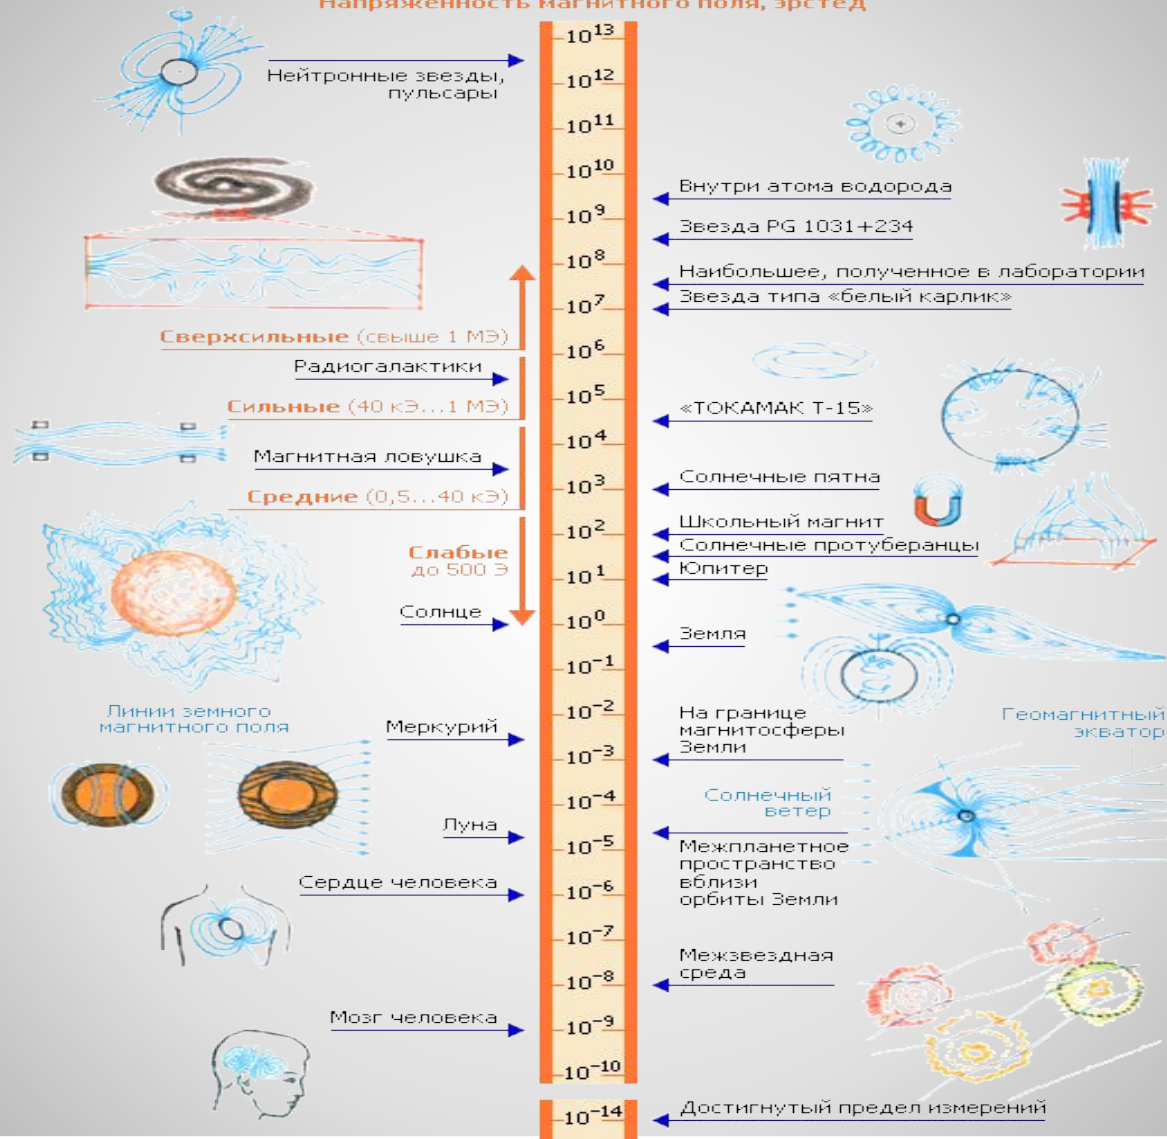 Напряженность магнитного поля, эрстед
10¹³
Нейтронные звезды,
пульсары
10¹²
10¹¹
10¹⁰
Внутри атома водорода
10⁹
Звезда PG 1031+234
10⁸
Наибольшее, полученное в лаборатории
Звезда типа «белый карлик»
10⁷
Сверхсильные (свыше 1 МЭ)
10⁶
Радиогалактики
10⁵
Сильные (40 кЭ...1 МЭ)
«ТОКАМАК Т-15»
10⁴
Магнитная ловушка
Солнечные пятна
10³
Средние (0,5...40 кЭ)
Школьный магнит
10²
Солнечные протуберанцы
Слабые
до 500 Э
Юпитер
10¹
Солнце
10⁰
Земля
10⁻¹
Линии земного
магнитного поля
10⁻²
Меркурий
На границе
магнитосферы
Земли
Геомагнитный
экватор
10⁻³
Солнечный
ветер
10⁻⁴
Луна
10⁻⁵
Межпланетное
пространство
вблизи
орбиты Земли
Сердце человека
10⁻⁶
10⁻⁷
Межзвездная
среда
10⁻⁸
Мозг человека
10⁻⁹
10⁻¹⁰
Достигнутый предел измерений
10⁻¹⁴